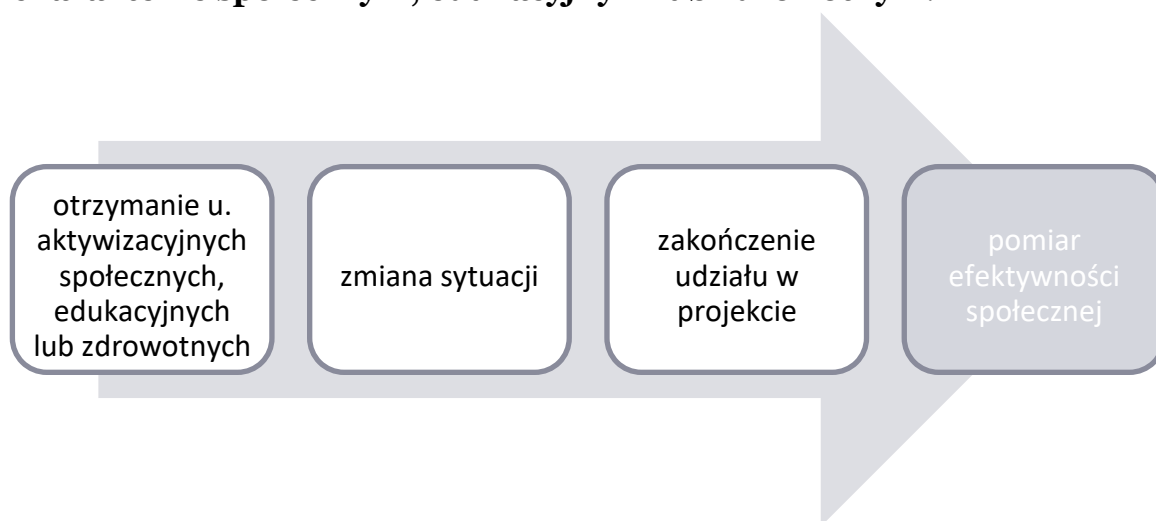 otrzymanie u.
aktywizacyjnych
społecznych,
edukacyjnych
lub zdrowotnych
zmiana sytuacji
zakończenie
udziału w
projekcie
pomiar
efektywności
społecznej